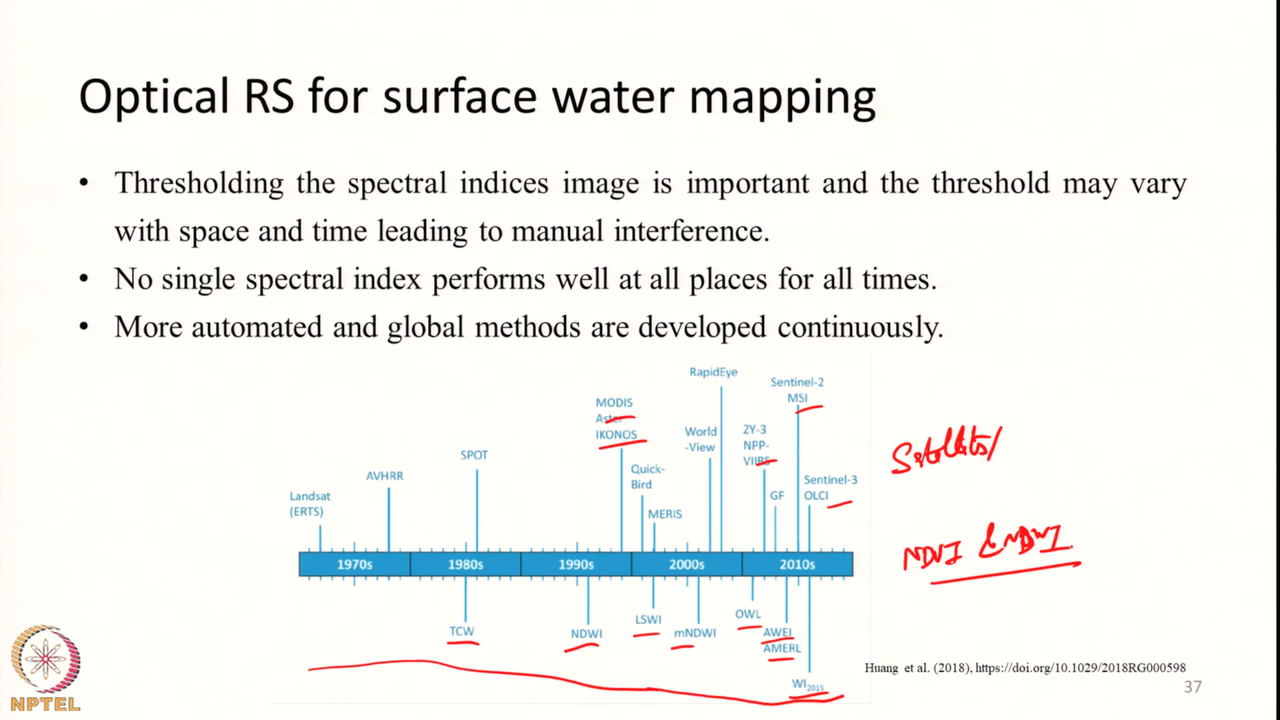 Optical RS for surface water mapping
• Thresholding the spectral indices image is important and the threshold may vary
with space and time leading to manual interference.
• No single spectral index performs well at all places for all times.
• More automated and global methods are developed continuously.
RapidEye
Sentinel-2
MSI
MODIS
Aster
IKONOS
World
-View
ZY-3
NPP-
VIIRS
SPOT
AVHRR
Quick-
Bird
Sentinel-3
OLCI
Landsat
(ERTS)
GF
MERIS
1970s 1980s 1990s 2000s 2010s
TCW
NDWI
LSWI
mNDWI
OWL
AWEI
AMERL
WI2015
Satellites/
NDVI & NDWI
Huang et al. (2018), https://doi.org/10.1029/2018RG000598
37
NPTEL